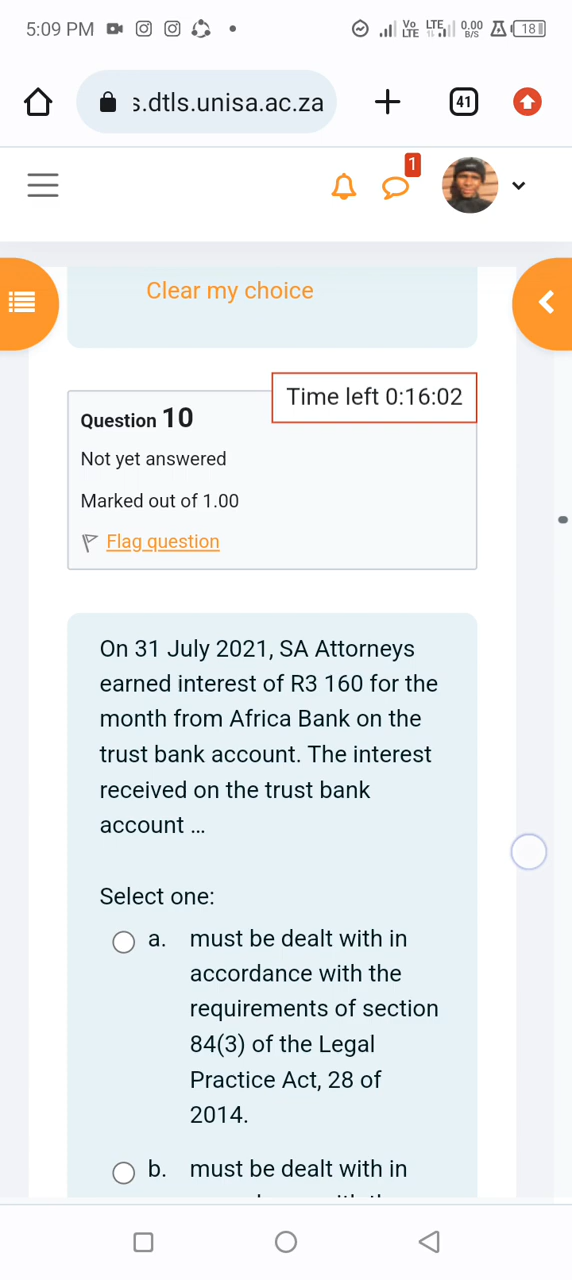 5:09 PM
Vo LTE LTE 0.00 B/S 18
s.dtls.unisa.ac.za
41
1
Clear my choice
Time left 0:16:02
Question 10
Not yet answered
Marked out of 1.00
Flag question
On 31 July 2021, SA Attorneys
earned interest of R3 160 for the
month from Africa Bank on the
trust bank account. The interest
received on the trust bank
account ...
Select one:
a. must be dealt with in
accordance with the
requirements of section
84(3) of the Legal
Practice Act, 28 of
2014.
b. must be dealt with in